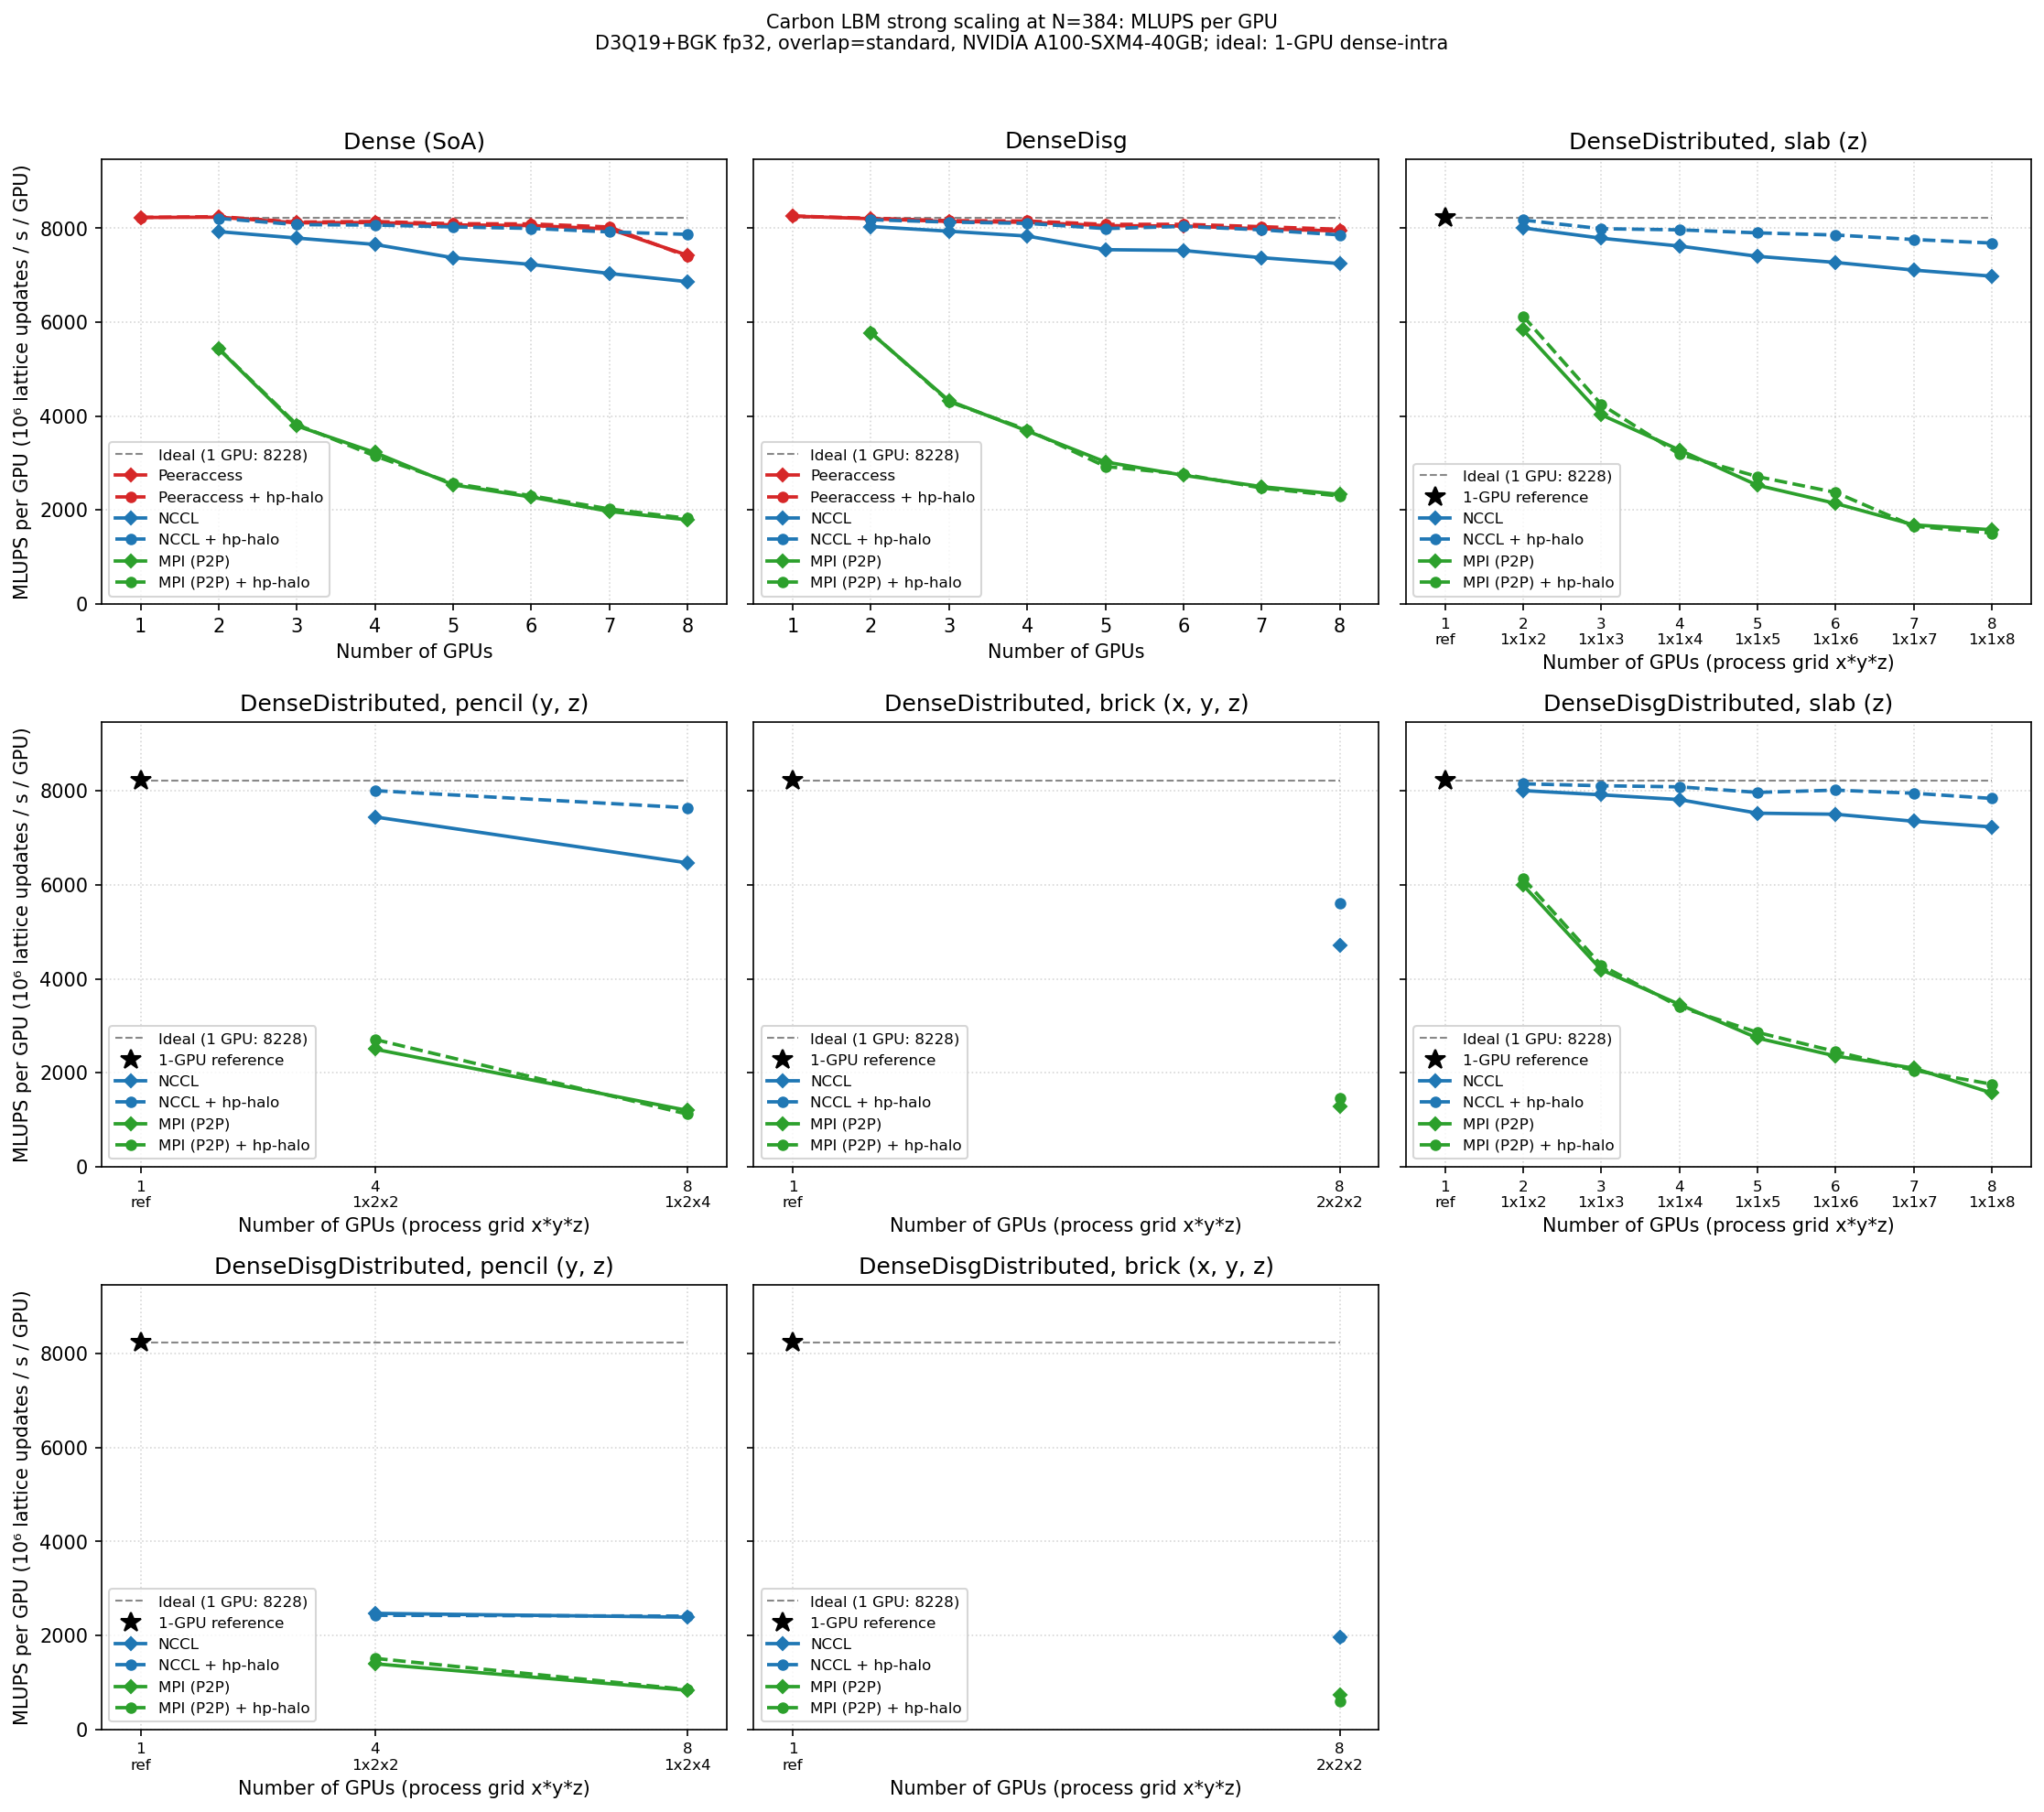 Carbon LBM strong scaling at N=384: MLUPS per GPU
D3Q19+BGK fp32, overlap=standard, NVIDIA A100-SXM4-40GB; ideal: 1-GPU dense-intra
Dense (SoA)
MLUPS per GPU (10⁶ lattice updates / s / GPU)
8000
6000
4000
2000
0
Ideal (1 GPU: 8228)
Peeraccess
Peeraccess + hp-halo
NCCL
NCCL + hp-halo
MPI (P2P)
MPI (P2P) + hp-halo
1 2 3 4 5 6 7 8
Number of GPUs
DenseDisg
Ideal (1 GPU: 8228)
Peeraccess
Peeraccess + hp-halo
NCCL
NCCL + hp-halo
MPI (P2P)
MPI (P2P) + hp-halo
1 2 3 4 5 6 7 8
Number of GPUs
DenseDistributed, slab (z)
Ideal (1 GPU: 8228)
1-GPU reference
NCCL
NCCL + hp-halo
MPI (P2P)
MPI (P2P) + hp-halo
1 2 3 4 5 6 7 8
ref 1x1x2 1x1x3 1x1x4 1x1x5 1x1x6 1x1x7 1x1x8
Number of GPUs (process grid x*y*z)
DenseDistributed, pencil (y, z)
MLUPS per GPU (10⁶ lattice updates / s / GPU)
8000
6000
4000
2000
0
Ideal (1 GPU: 8228)
1-GPU reference
NCCL
NCCL + hp-halo
MPI (P2P)
MPI (P2P) + hp-halo
1 4 8
ref 1x2x2 1x2x4
Number of GPUs (process grid x*y*z)
DenseDistributed, brick (x, y, z)
Ideal (1 GPU: 8228)
1-GPU reference
NCCL
NCCL + hp-halo
MPI (P2P)
MPI (P2P) + hp-halo
1 8
ref 2x2x2
Number of GPUs (process grid x*y*z)
DenseDisgDistributed, slab (z)
Ideal (1 GPU: 8228)
1-GPU reference
NCCL
NCCL + hp-halo
MPI (P2P)
MPI (P2P) + hp-halo
1 2 3 4 5 6 7 8
ref 1x1x2 1x1x3 1x1x4 1x1x5 1x1x6 1x1x7 1x1x8
Number of GPUs (process grid x*y*z)
DenseDisgDistributed, pencil (y, z)
MLUPS per GPU (10⁶ lattice updates / s / GPU)
8000
6000
4000
2000
0
Ideal (1 GPU: 8228)
1-GPU reference
NCCL
NCCL + hp-halo
MPI (P2P)
MPI (P2P) + hp-halo
1 4 8
ref 1x2x2 1x2x4
Number of GPUs (process grid x*y*z)
DenseDisgDistributed, brick (x, y, z)
Ideal (1 GPU: 8228)
1-GPU reference
NCCL
NCCL + hp-halo
MPI (P2P)
MPI (P2P) + hp-halo
1 8
ref 2x2x2
Number of GPUs (process grid x*y*z)